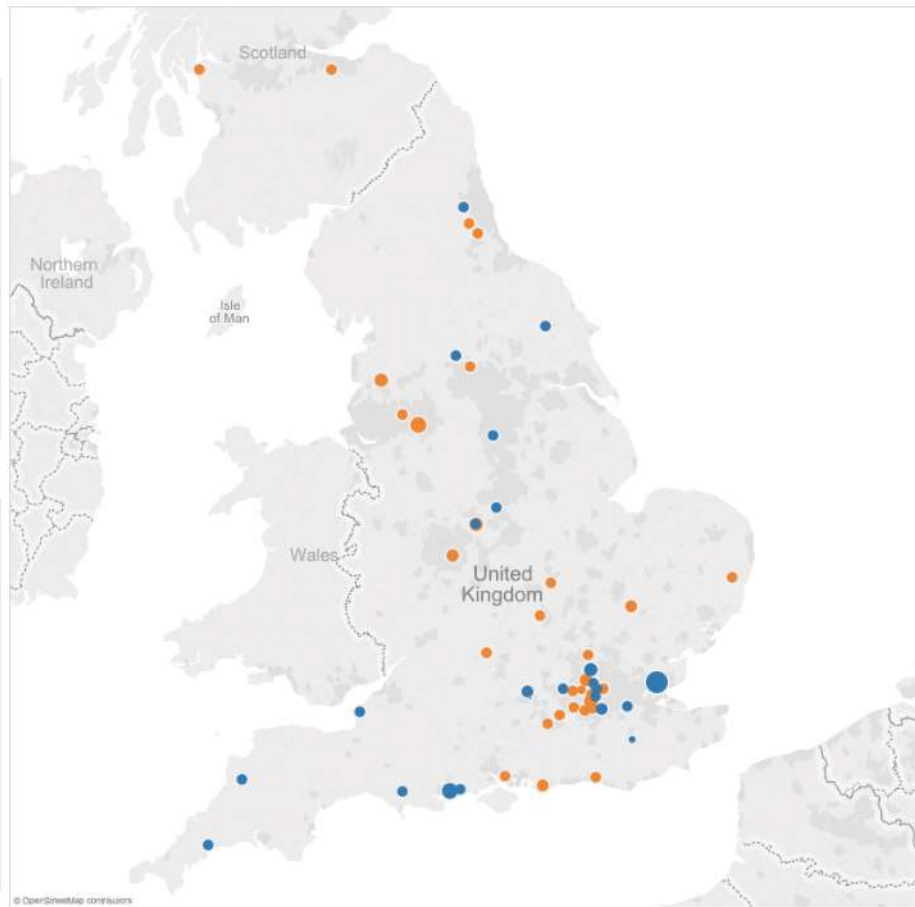 Scotland
Northern
Ireland
Isle
of Man
Wales
United
Kingdom
© OpenStreetMap contributors